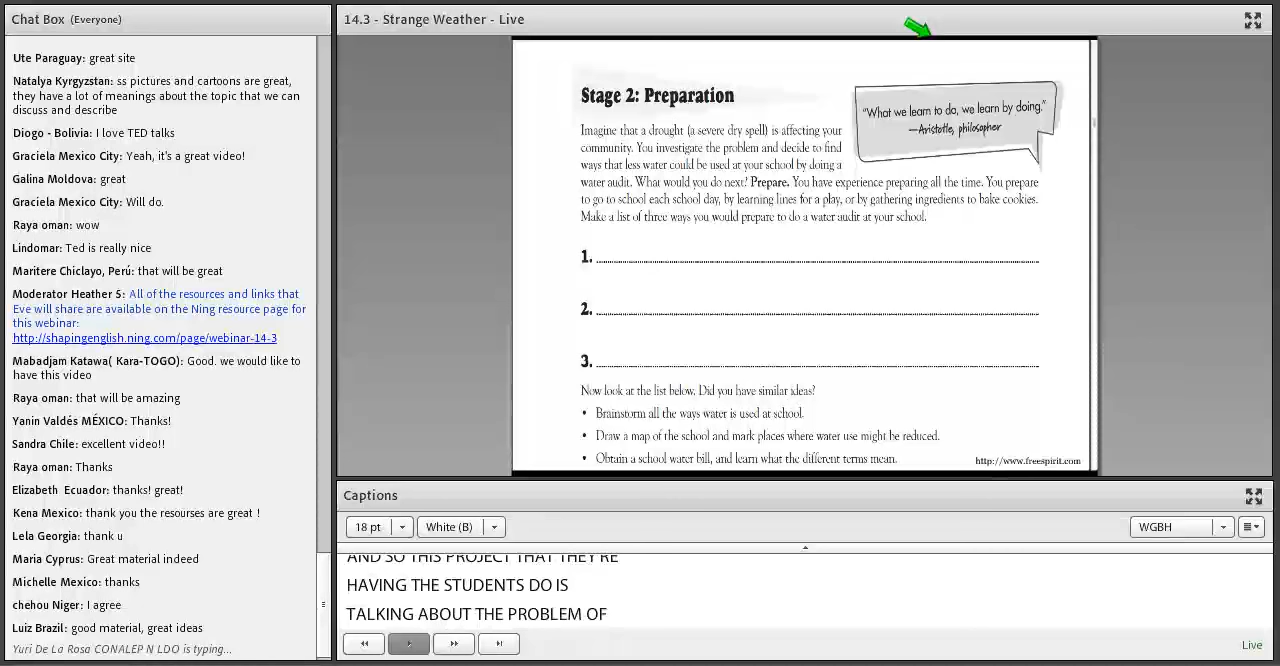 Chat Box (Everyone)
Ute Paraguay: great site
Natalya Kyrgyzstan: ss pictures and cartoons are great,
they have a lot of meanings about the topic that we can
discuss and describe
Diogo - Bolivia: I love TED talks
Graciela Mexico City: Yeah, it's a great video!
Galina Moldova: great
Graciela Mexico City: Will do.
Raya oman: wow
Lindomar: Ted is really nice
Maritere Chiclayo, Perú: that will be great
Moderator Heather 5: All of the resources and links that
Eve will share are available on the Ning resource page for
this webinar:
http://shapingenglish.ning.com/page/webinar-14-3
Mabadjam Katawa( Kara-TOGO): Good. we would like to
have this video
Raya oman: that will be amazing
Yanin Valdés MÉXICO: Thanks!
Sandra Chile: excellent video!!
Raya oman: Thanks
Elizabeth Ecuador: thanks! great!
Kena Mexico: thank you the resourses are great !
Lela Georgia: thank u
Maria Cyprus: Great material indeed
Michelle Mexico: thanks
chehou Niger: I agree
Luiz Brazil: good material, great ideas
Yuri De La Rosa CONALEP N LDO is typing...
14.3 - Strange Weather - Live
Stage 2: Preparation
"What we learn to do, we learn by doing."
—Aristotle, philosopher
Imagine that a drought (a severe dry spell) is affecting your
community. You investigate the problem and decide to find
ways that less water could be used at your school by doing a
water audit. What would you do next? Prepare. You have experience preparing all the time. You prepare
to go to school each school day, by learning lines for a play, or by gathering ingredients to bake cookies.
Make a list of three ways you would prepare to do a water audit at your school.
1.
2.
3.
Now look at the list below. Did you have similar ideas?
• Brainstorm all the ways water is used at school.
• Draw a map of the school and mark places where water use might be reduced.
• Obtain a school water bill, and learn what the different terms mean.
http://www.freespirit.com
Captions
18 pt
White (B)
WGBH
AND SO THIS PROJECT THAT THEY'RE
HAVING THE STUDENTS DO IS
TALKING ABOUT THE PROBLEM OF
Live